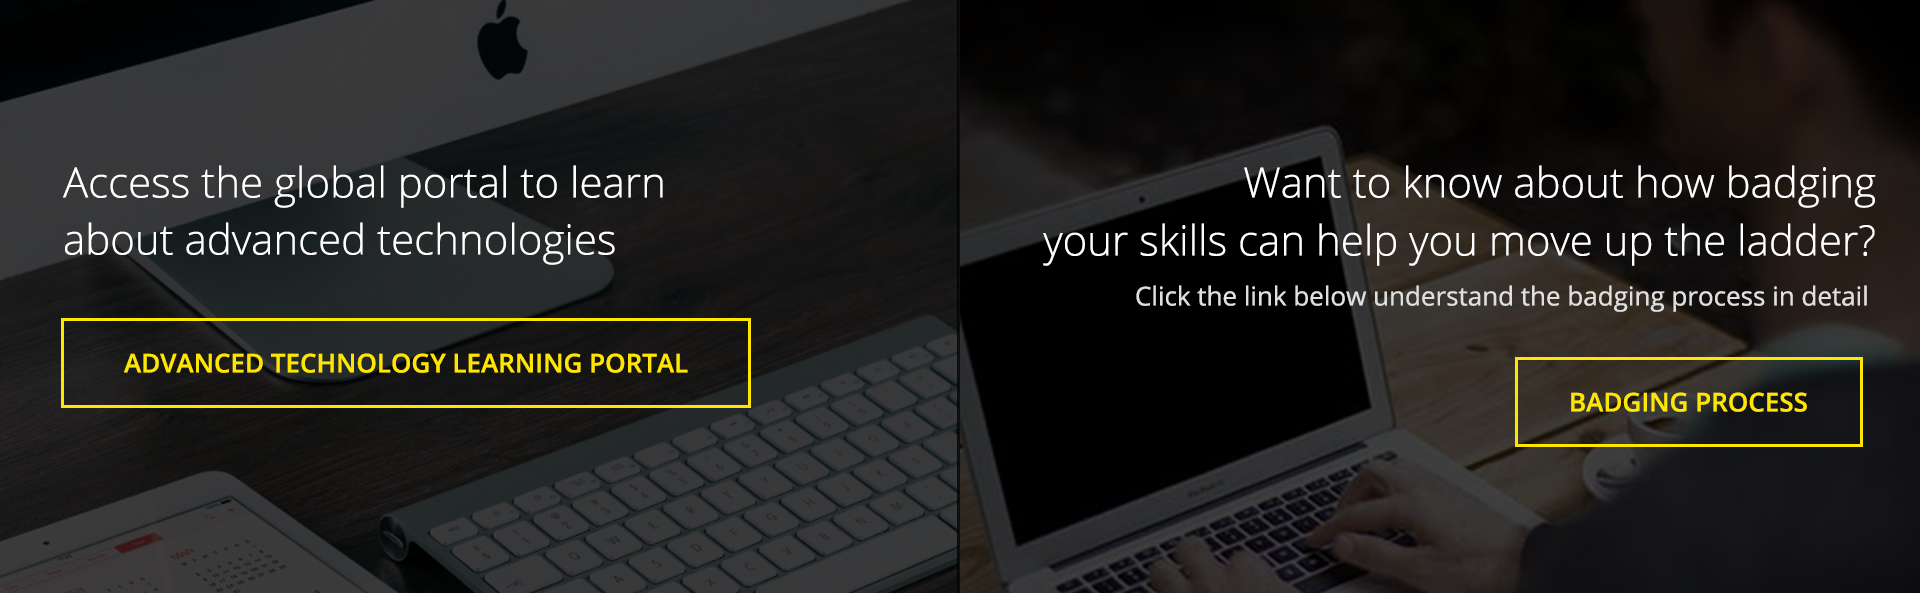 Access the global portal to learn
about advanced technologies
ADVANCED TECHNOLOGY LEARNING PORTAL
Want to know about how badging
your skills can help you move up the ladder?
Click the link below understand the badging process in detail
BADGING PROCESS